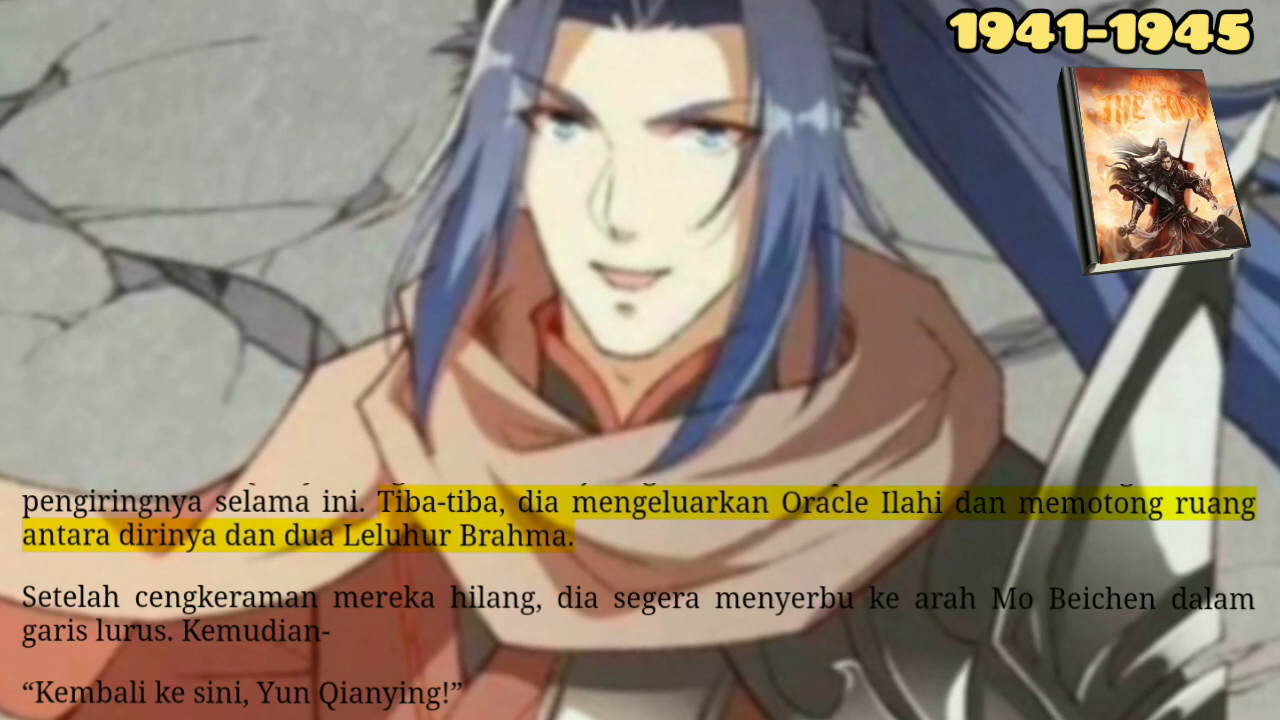 1941-1945
THE GODS
pengiringnya selama ini. Tiba-tiba, dia mengeluarkan Oracle Ilahi dan memotong ruang
antara dirinya dan dua Leluhur Brahma.
Setelah cengkeraman mereka hilang, dia segera menyerbu ke arah Mo Beichen dalam
garis lurus. Kemudian-
“Kembali ke sini, Yun Qianying!”